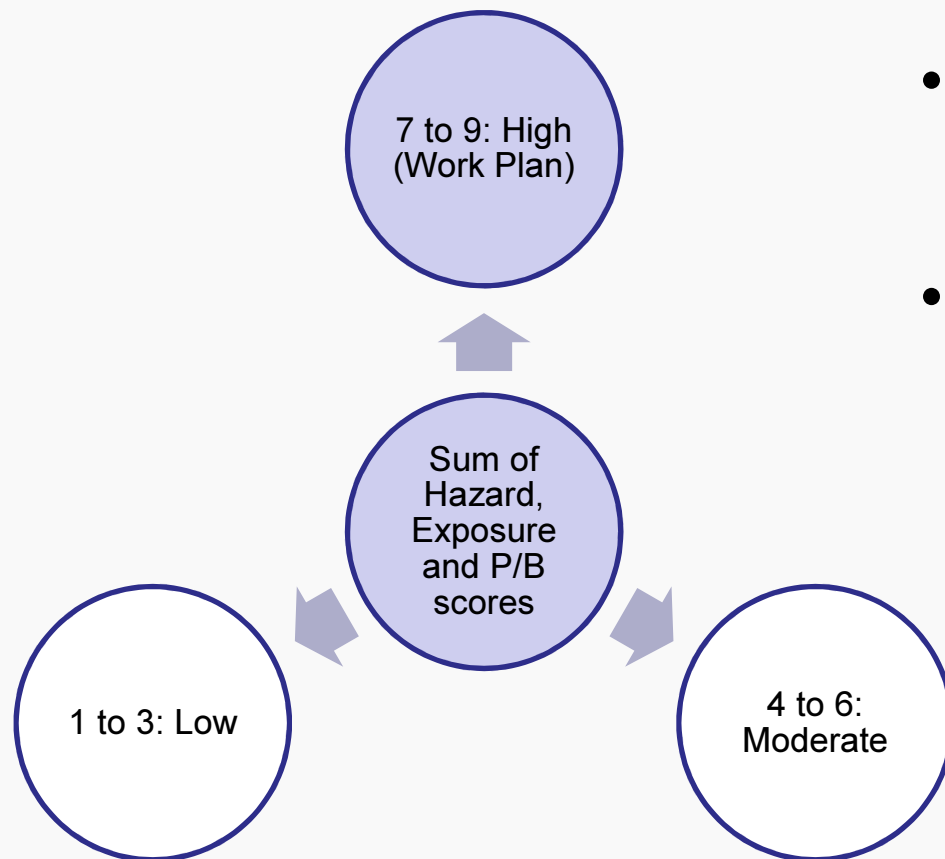 7 to 9: High
(Work Plan)
Sum of
Hazard,
Exposure
and P/B
scores
1 to 3: Low
4 to 6:
Moderate